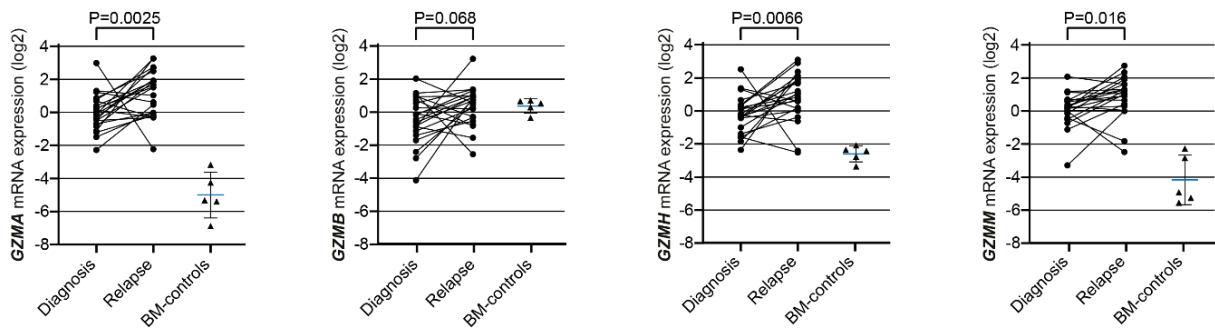 P=0.0025
GZMA mRNA expression (log2)
4
2
0
-2
-4
-6
-8
Diagnosis
Relapse
BM-controls
P=0.068
GZMB mRNA expression (log2)
4
2
0
-2
-4
-6
-8
Diagnosis
Relapse
BM-controls
P=0.0066
GZMH mRNA expression (log2)
4
2
0
-2
-4
-6
-8
Diagnosis
Relapse
BM-controls
P=0.016
GZMM mRNA expression (log2)
4
2
0
-2
-4
-6
-8
Diagnosis
Relapse
BM-controls